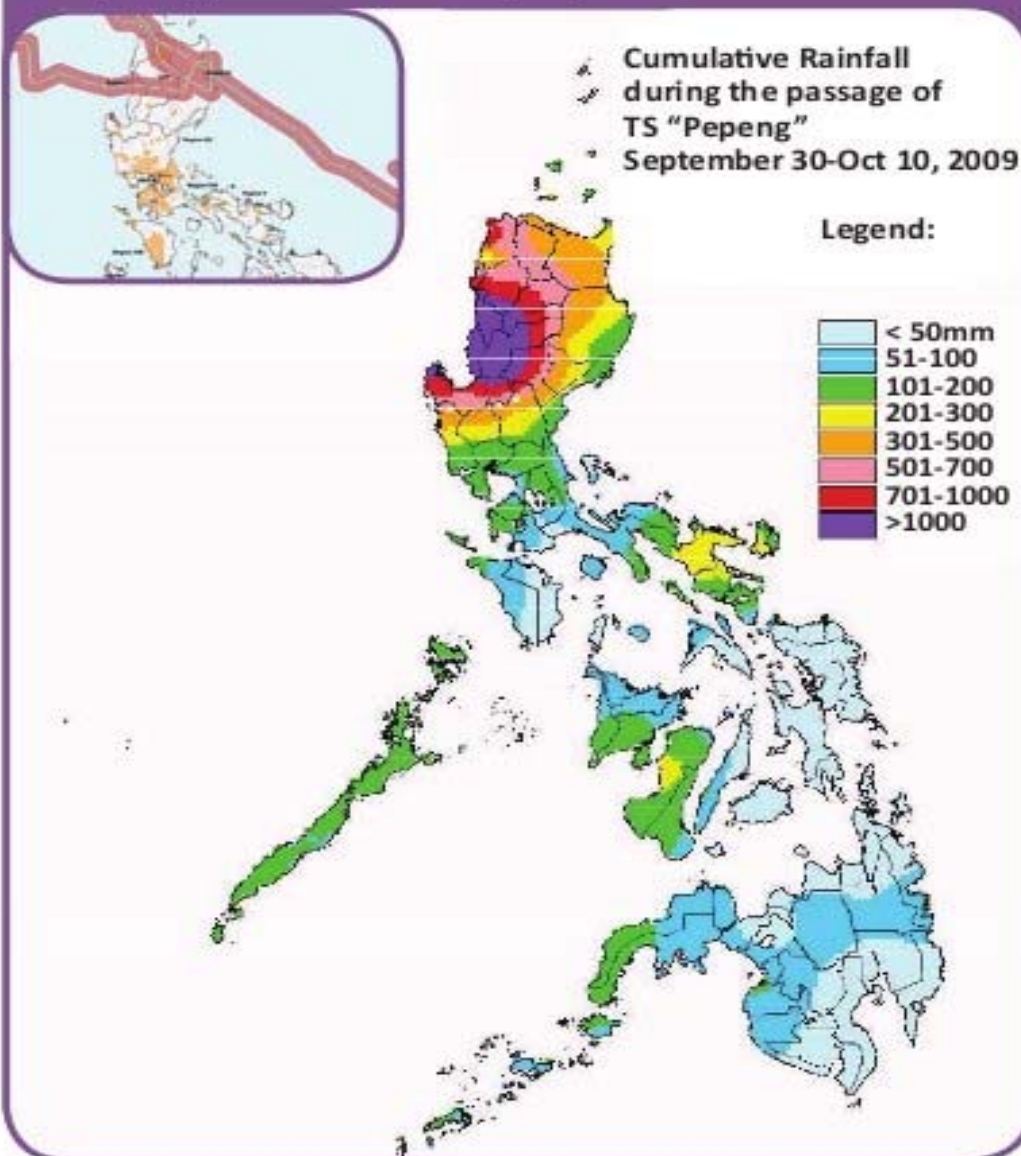 Cumulative Rainfall
during the passage of
TS "Pepeng"
September 30-Oct 10, 2009
Legend:
< 50mm
51-100
101-200
201-300
301-500
501-700
701-1000
>1000